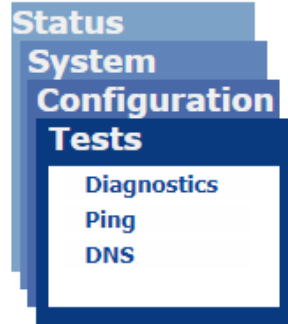 Status
System
Configuration
Tests
Diagnostics
Ping
DNS